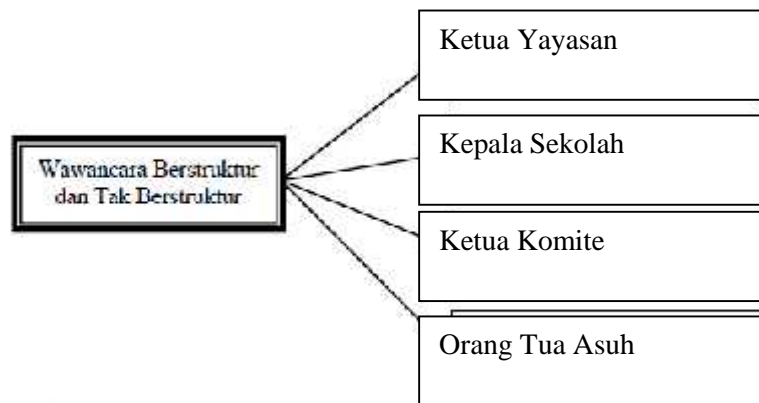 Ketua Yayasan
Wawancara Berstruktur
dan Tak Berstruktur
Kepala Sekolah
Ketua Komite
Orang Tua Asuh